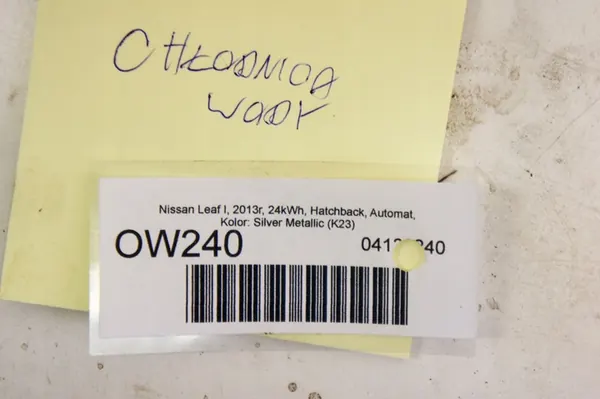 CHŁODNICA
WODY
Nissan Leaf I, 2013r, 24kWh, Hatchback, Automat,
Kolor: Silver Metallic (K23)
OW240